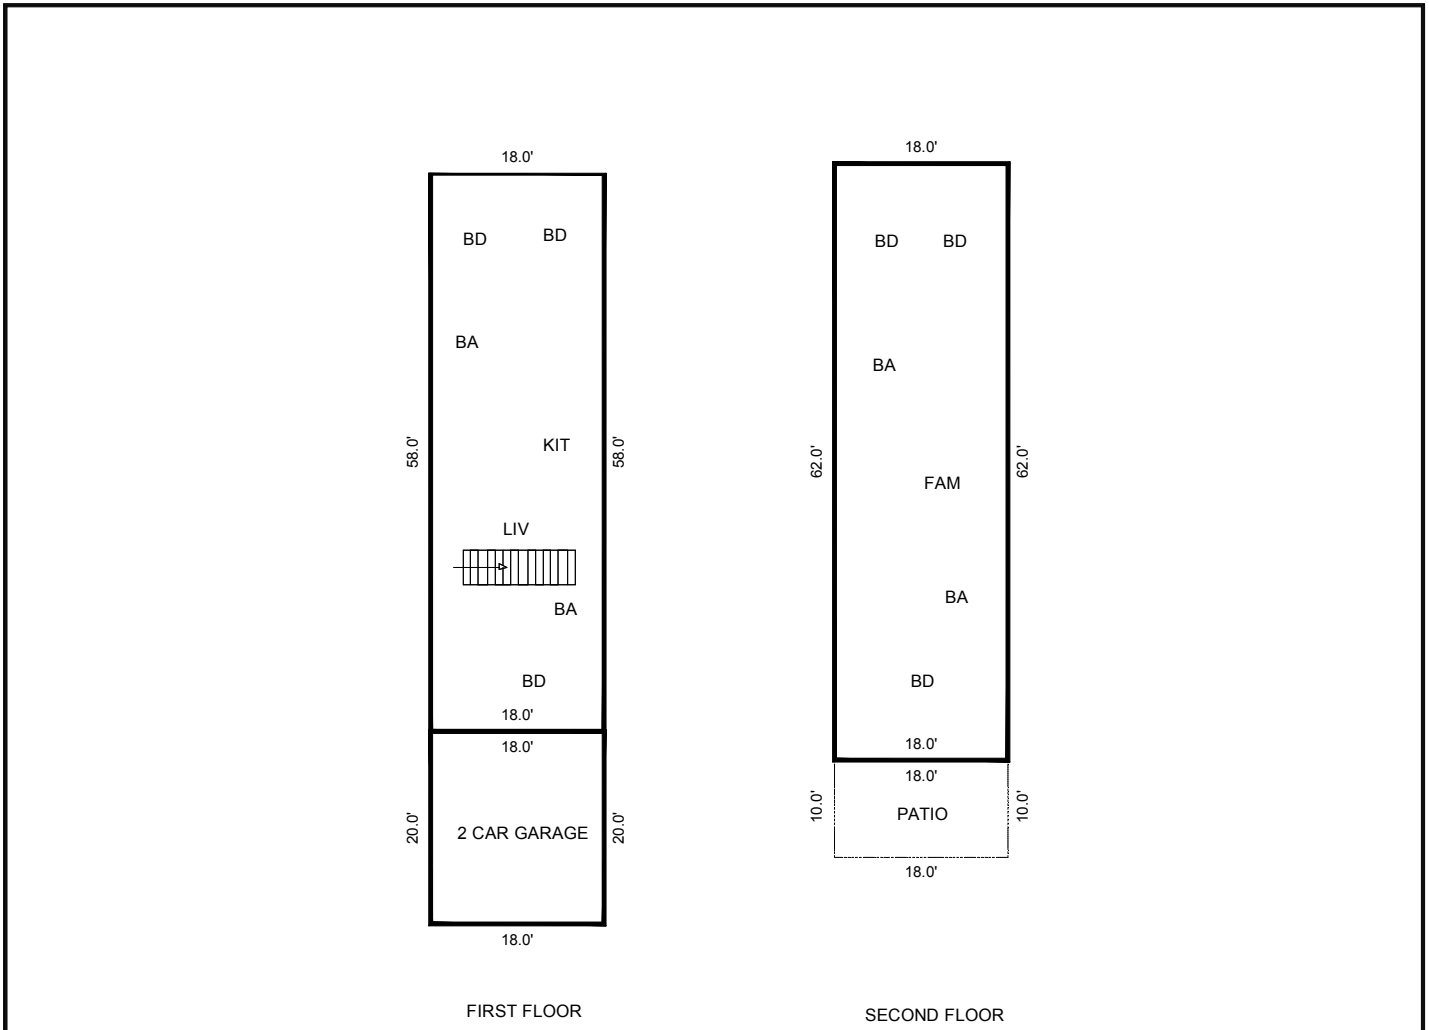 18.0'
BD
BD
BA
58.0'
KIT
58.0'
LIV
BA
BD
18.0'
18.0'
20.0'
2 CAR GARAGE
20.0'
18.0'
FIRST FLOOR
18.0'
BD
BD
BA
62.0'
FAM
62.0'
BA
BD
18.0'
18.0'
10.0'
PATIO
10.0'
18.0'
SECOND FLOOR